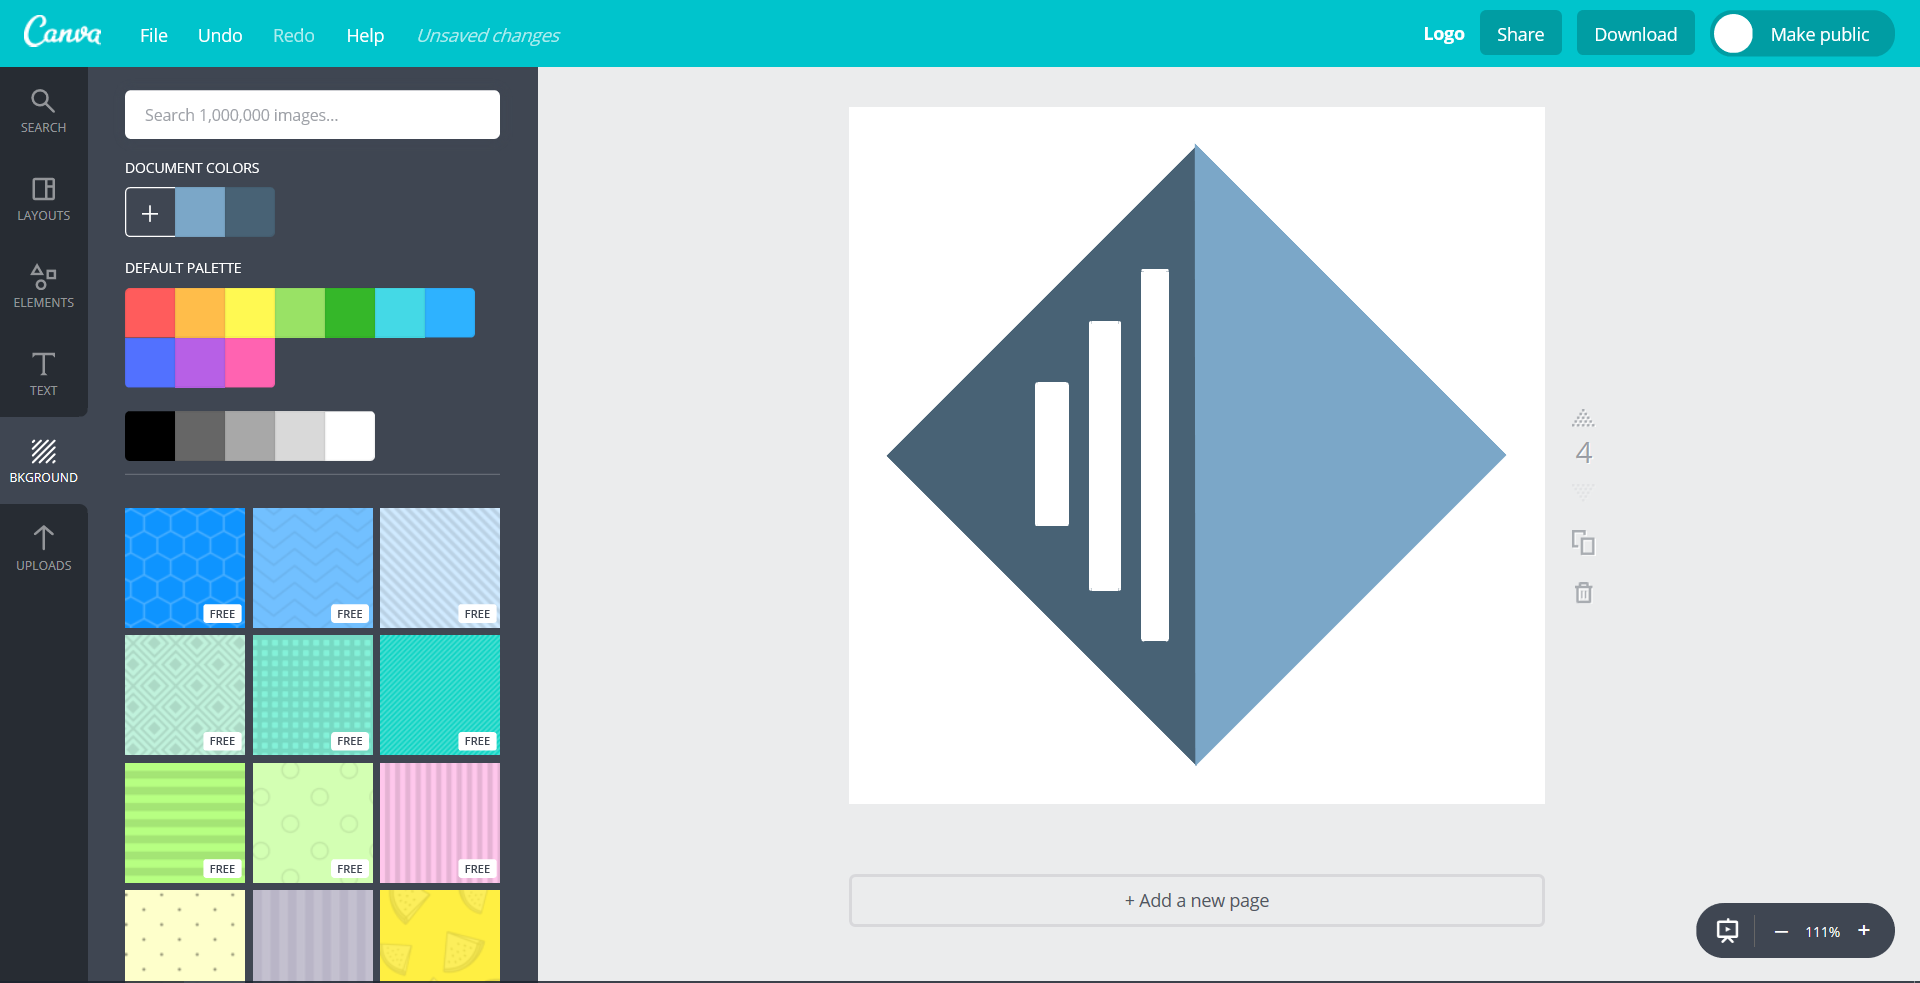 Canva File Undo Redo Help Unsaved changes Logo Share Download Make public
SEARCH
LAYOUTS
ELEMENTS
TEXT
BKGROUND
UPLOADS
Search 1,000,000 images...
DOCUMENT COLORS
+
DEFAULT PALETTE
FREE FREE FREE
FREE FREE FREE
FREE FREE FREE
4
+ Add a new page
− 111% +